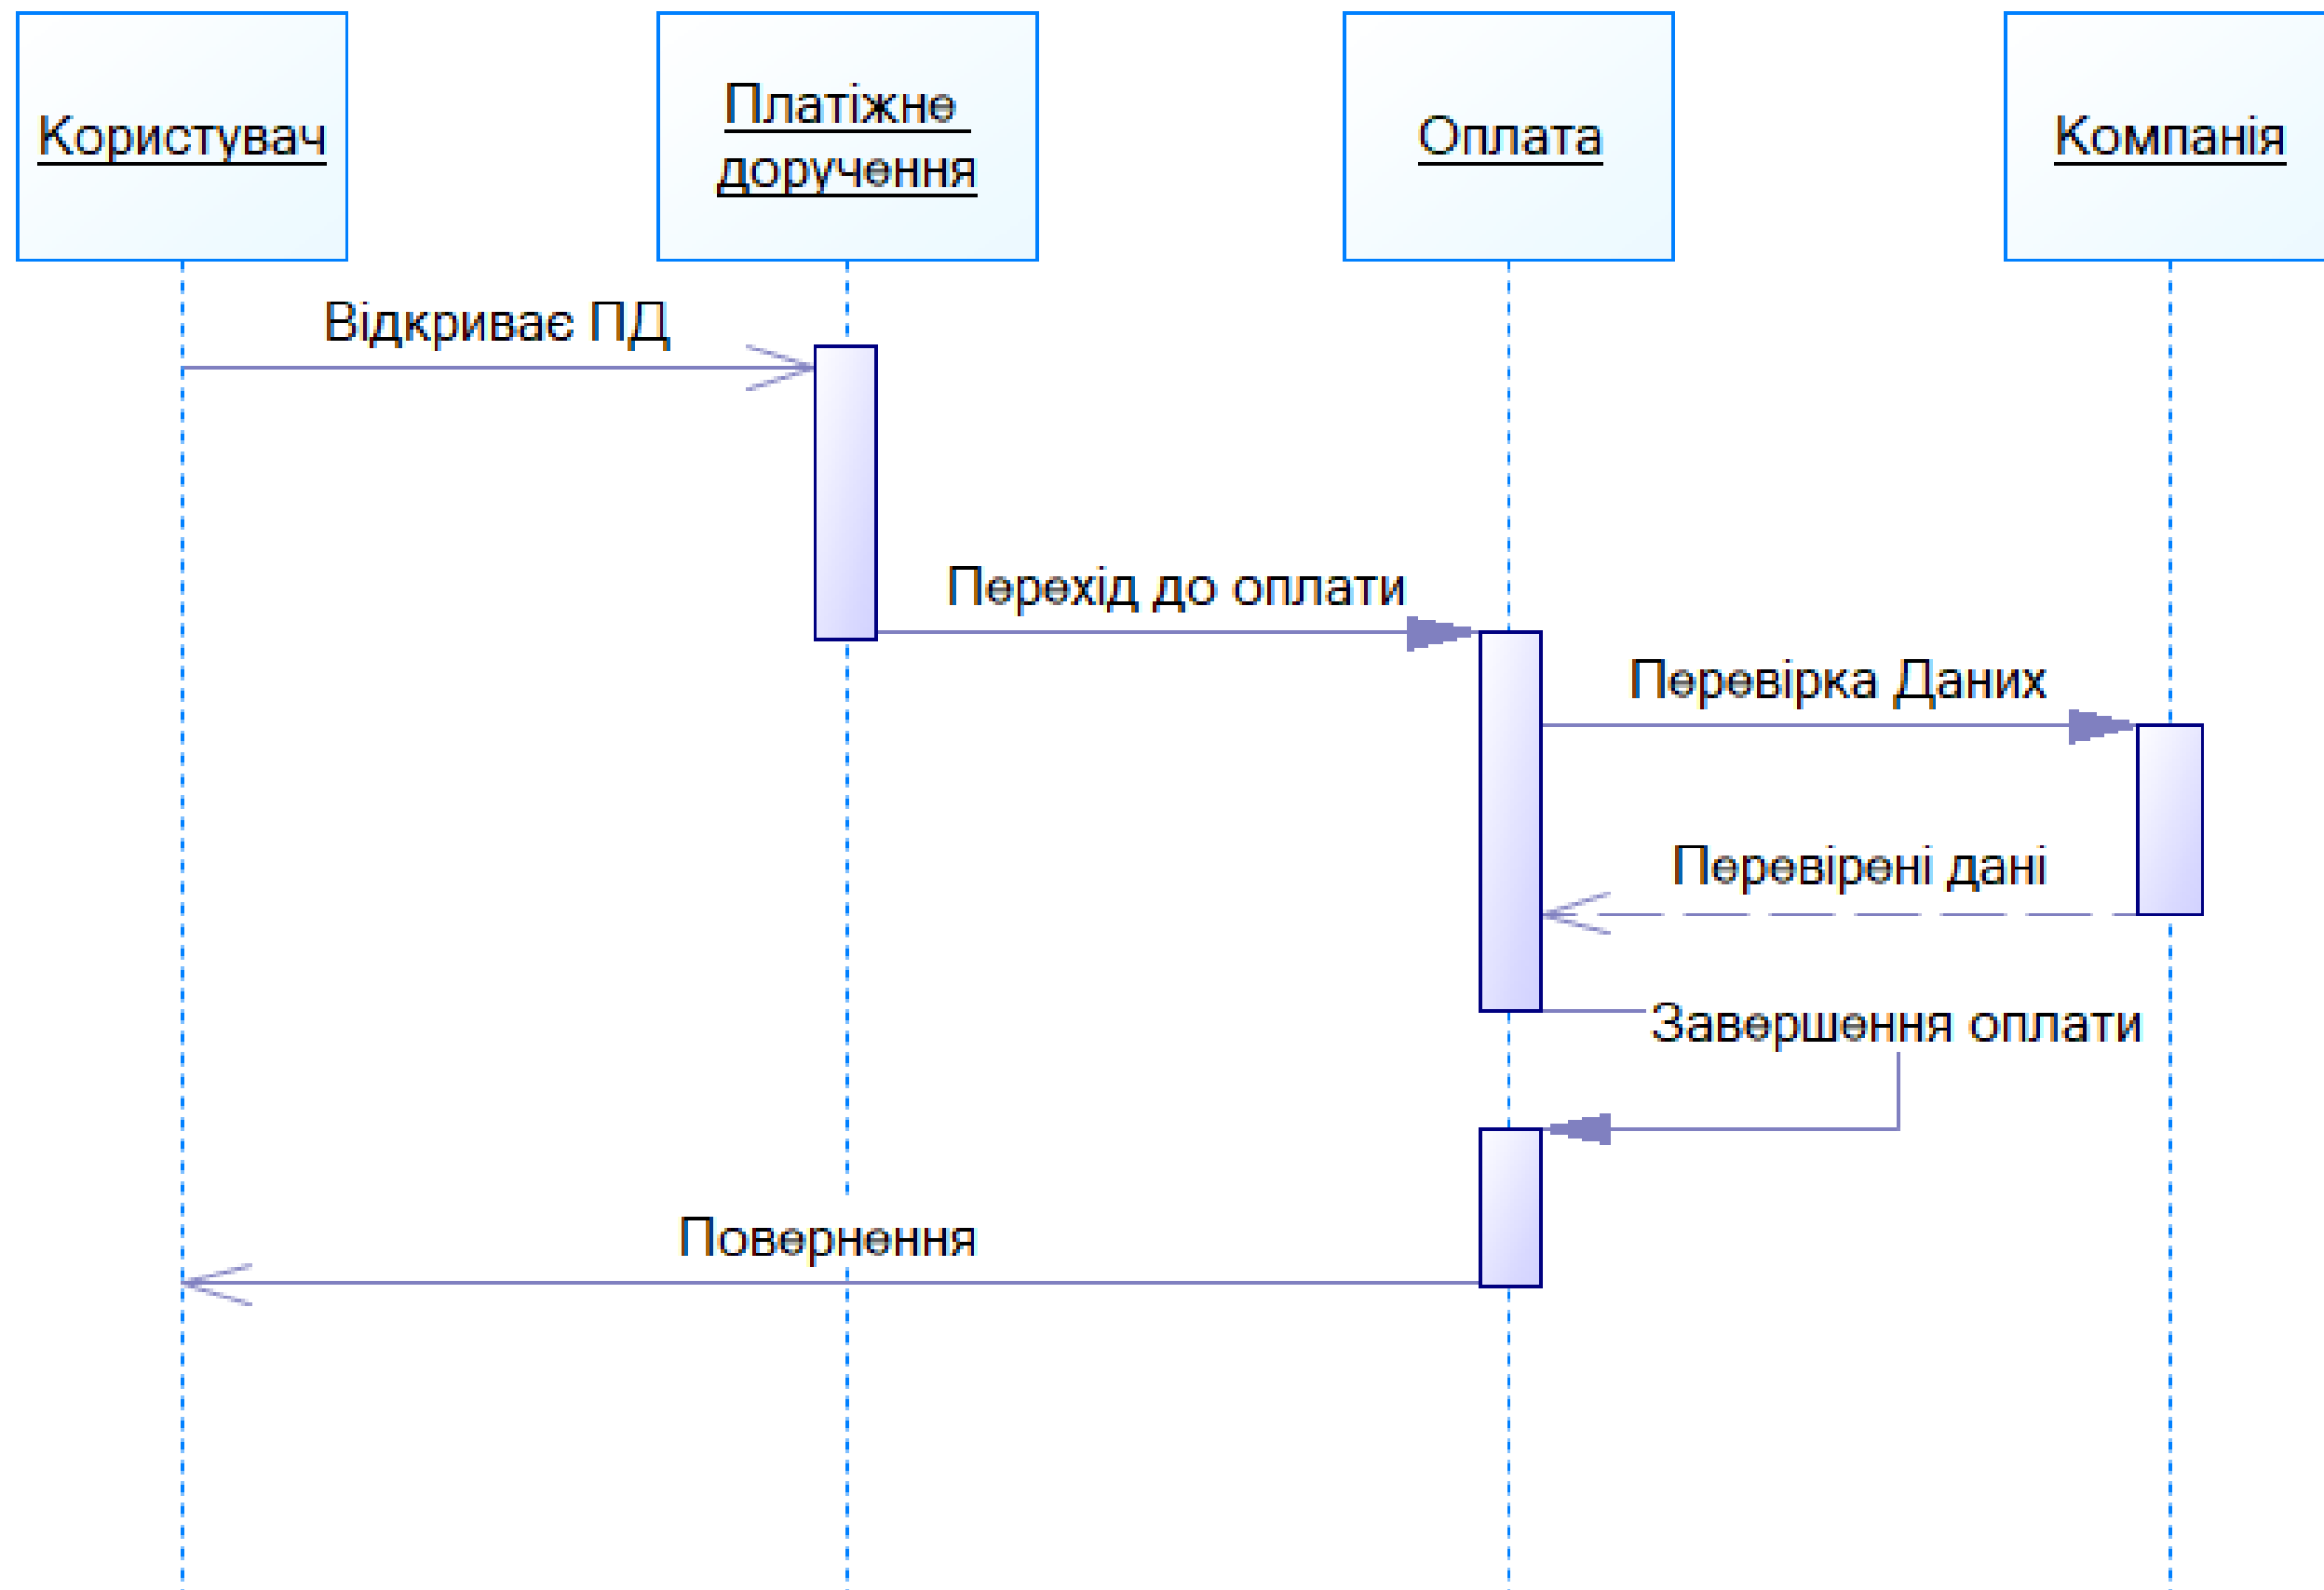 Користувач
Платіжне
доручення
Оплата
Компанія
Відкриває ПД
Перехід до оплати
Перевірка Даних
Перевірені дані
Завершення оплати
Повернення